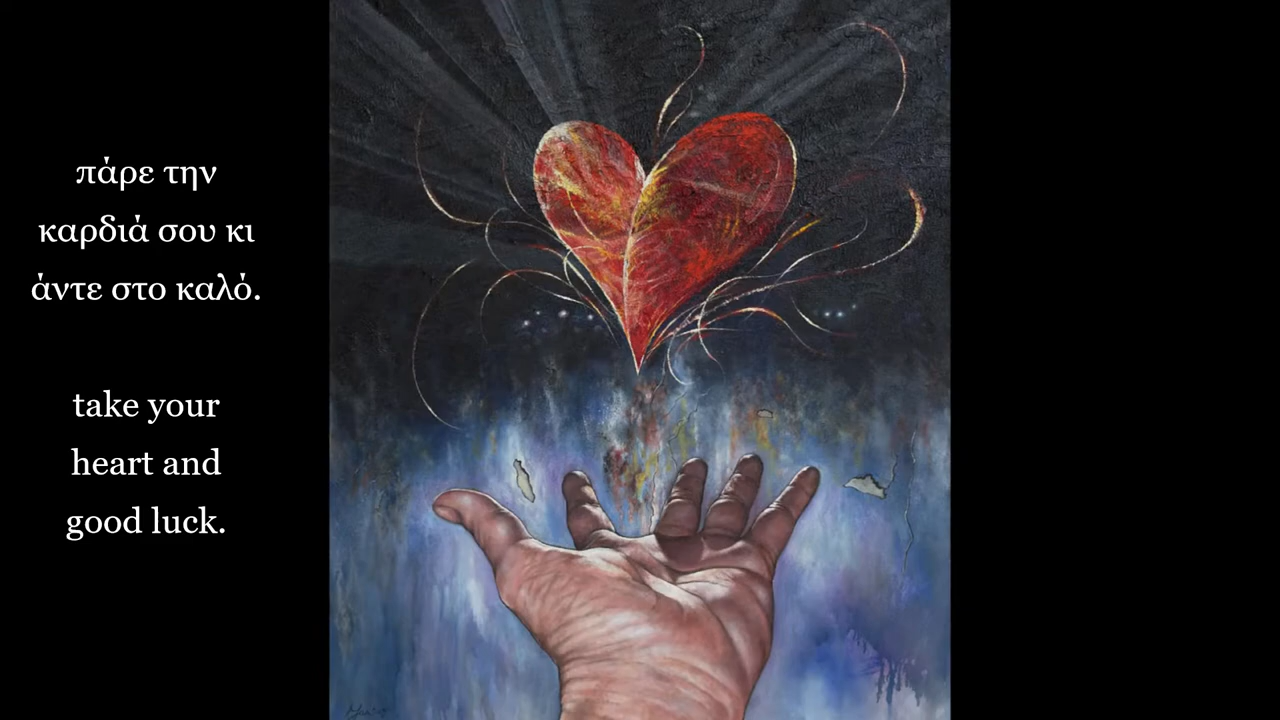 πάρε την
καρδιά σου κι
άντε στο καλό.
take your
heart and
good luck.